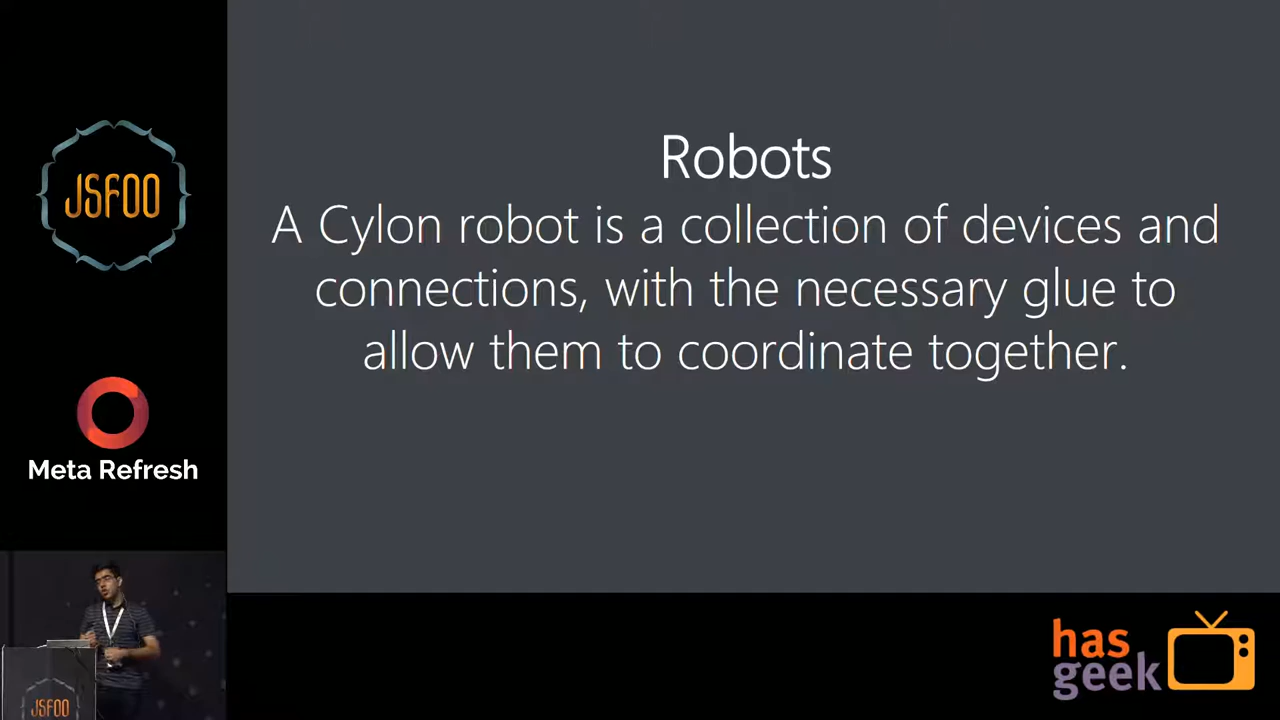 JSFOO
Meta Refresh
Robots
A Cylon robot is a collection of devices and
connections, with the necessary glue to
allow them to coordinate together.
JSFOO
has
geek